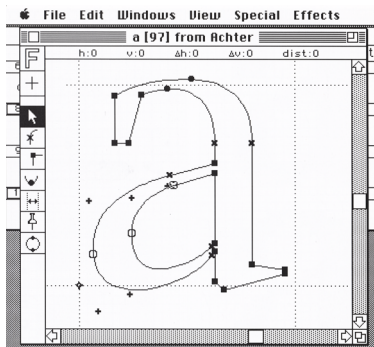 File Edit Windows View Special Effects
a [97] from Achter
h:0 v:0 Δh:0 Δv:0 dist:0
a